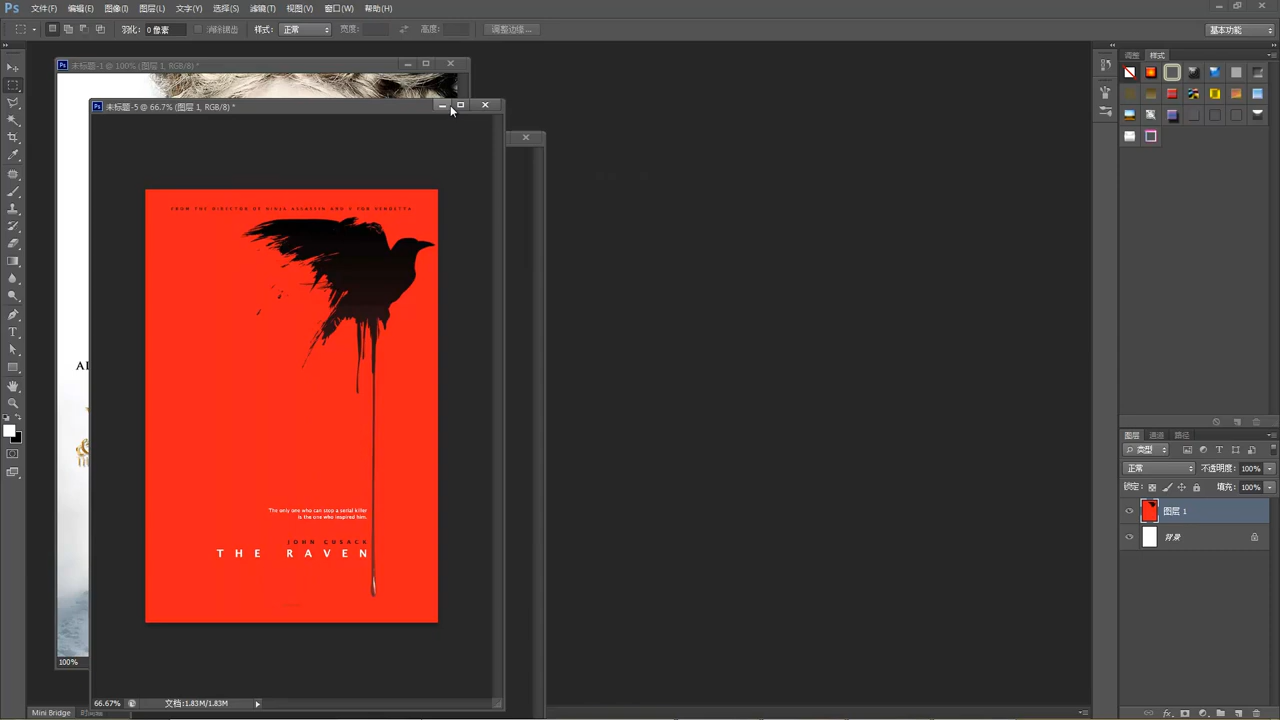 Ps 文件(F) 编辑(E) 图像(I) 图层(L) 文字(Y) 选择(S) 滤镜(T) 视图(V) 窗口(W) 帮助(H)
羽化: 0 像素 消除锯齿 样式: 正常 宽度: 高度: 调整边缘... 基本功能
Ps 未标题-1 @ 100% (图层 1, RGB/8) *
Ps 未标题-5 @ 66.7% (图层 1, RGB/8) *
FROM THE DIRECTOR OF NINJA ASSASSIN AND V FOR VENDETTA
The only one who can stop a serial killer
is the one who inspired him.
JOHN CUSACK
THE RAVEN
100%
66.67% 文档:1.83M/1.83M
Mini Bridge 时间轴
调整 样式
图层 通道 路径
类型
正常 不透明度: 100%
锁定: 填充: 100%
图层 1
背景